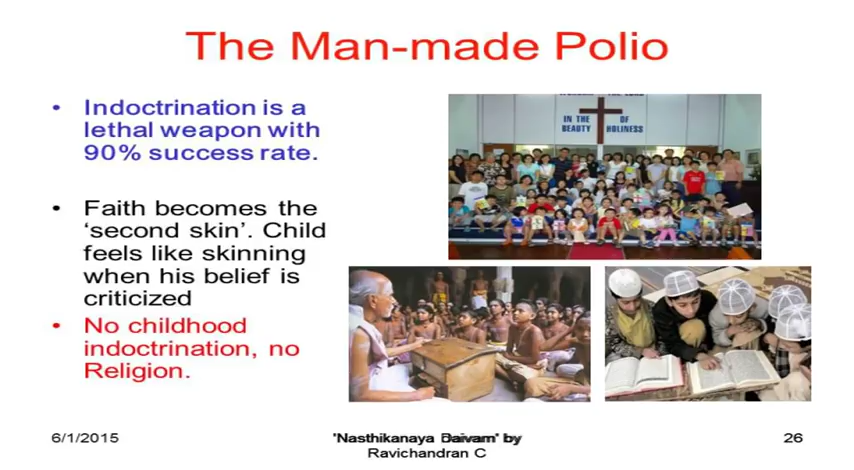 The Man-made Polio
• Indoctrination is a
lethal weapon with
90% success rate.
• Faith becomes the
‘second skin’. Child
feels like skinning
when his belief is
criticized
• No childhood
indoctrination, no
Religion.
THE LORD
IN THE OF
BEAUTY HOLINESS
6/1/2015
'Nasthikanaya Daivam' by
Ravichandran C
26